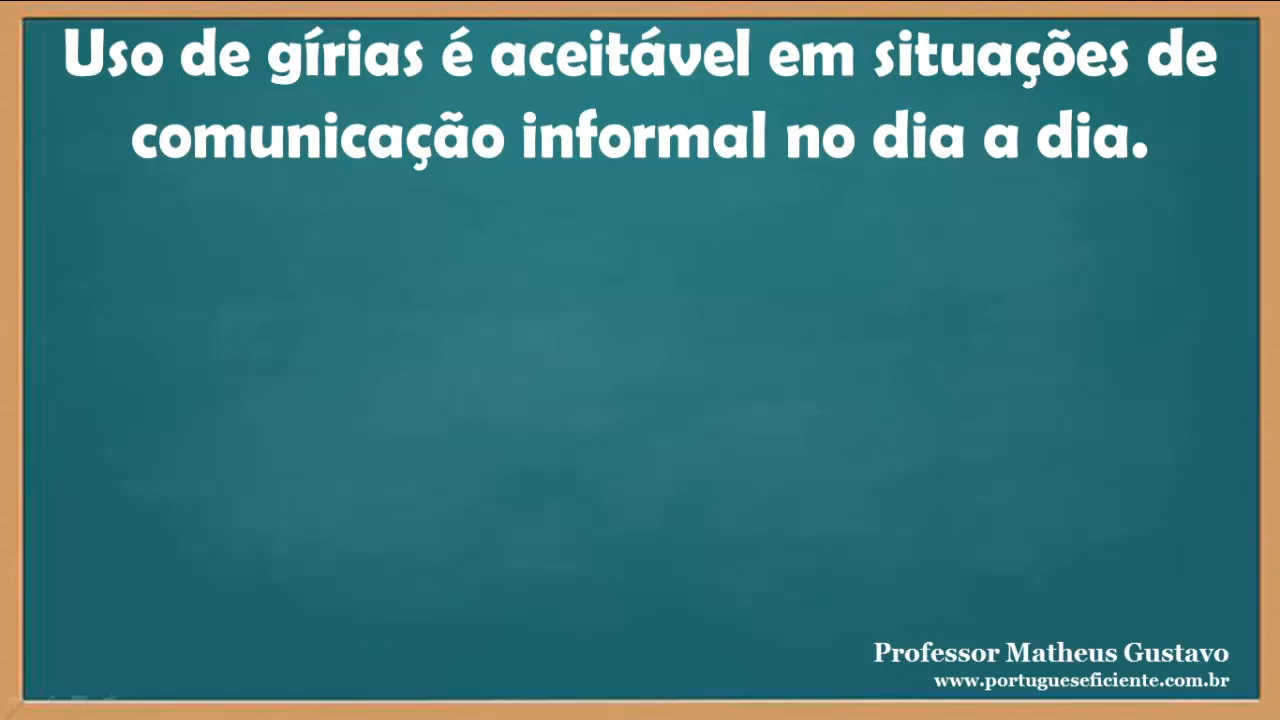 Uso de gírias é aceitável em situações de
comunicação informal no dia a dia.
Professor Matheus Gustavo
www.portugueseficiente.com.br